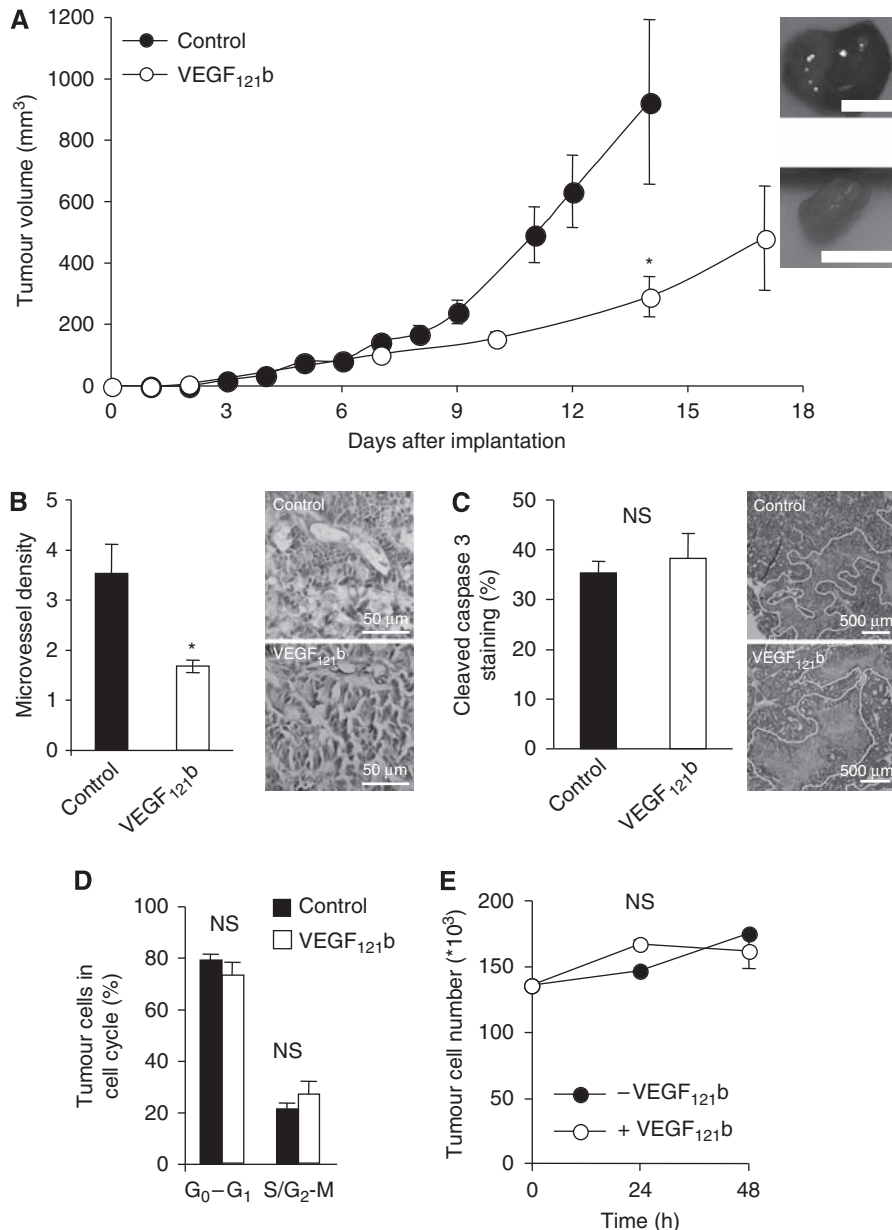 A
1200
1000
800
600
400
200
0
Tumour volume (mm³)
Control
VEGF₁₂₁b
*
0 3 6 9 12 15 18
Days after implantation
B
5
4
3
2
1
0
Microvessel density
*
Control
VEGF₁₂₁b
Control
50 µm
VEGF₁₂₁b
50 µm
C
50
40
30
20
10
0
Cleaved caspase 3
staining (%)
NS
Control
VEGF₁₂₁b
Control
500 µm
VEGF₁₂₁b
500 µm
D
100
80
60
40
20
0
Tumour cells in
cell cycle (%)
NS
NS
Control
VEGF₁₂₁b
G₀–G₁ S/G₂-M
E
200
150
100
50
0
Tumour cell number (*10³)
NS
–VEGF₁₂₁b
+ VEGF₁₂₁b
0 24 48
Time (h)